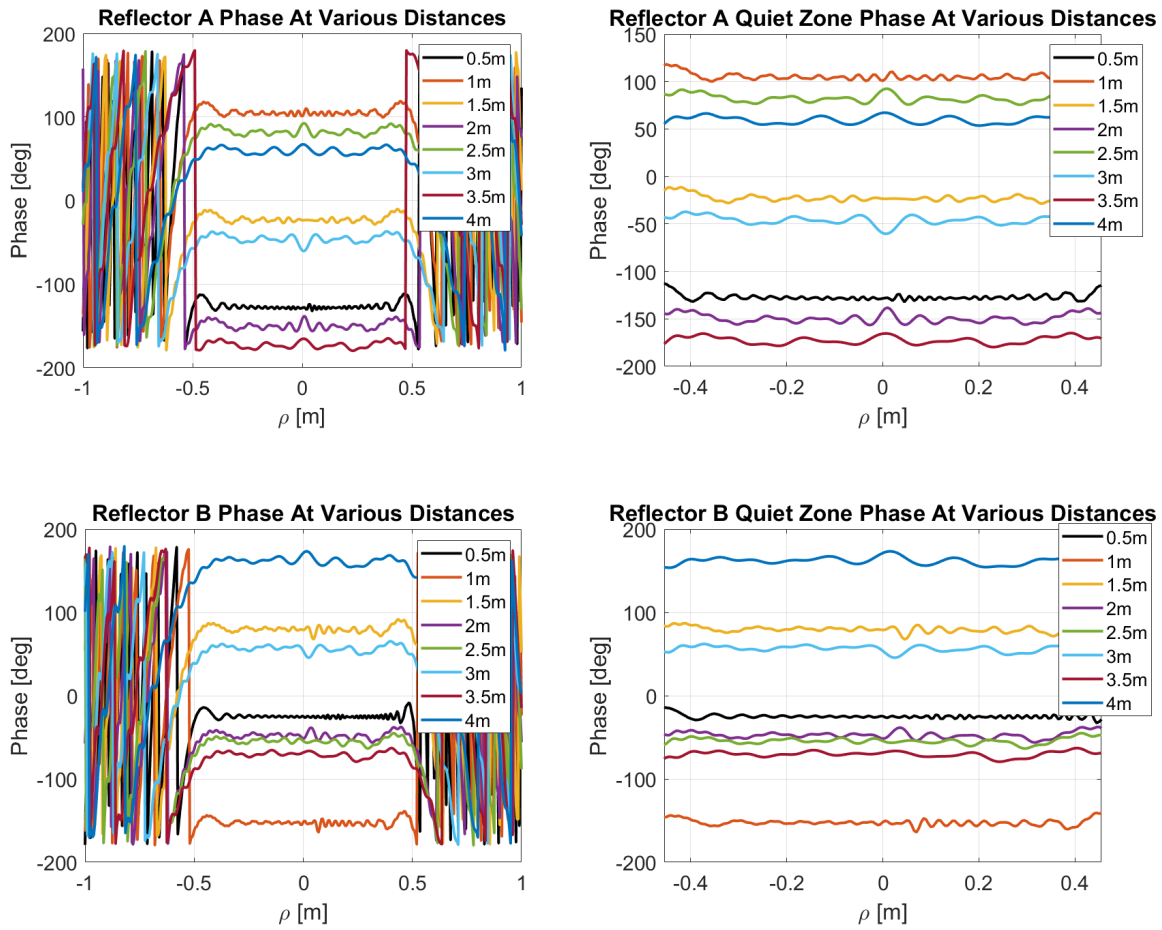 Reflector A Phase At Various Distances
200
100
0
-100
-200
Phase [deg]
-1
-0.5
0
0.5
1
ρ [m]
0.5m
1m
1.5m
2m
2.5m
3m
3.5m
4m
Reflector A Quiet Zone Phase At Various Distances
150
100
50
0
-50
-100
-150
-200
Phase [deg]
-0.4
-0.2
0
0.2
0.4
ρ [m]
0.5m
1m
1.5m
2m
2.5m
3m
3.5m
4m
Reflector B Phase At Various Distances
200
100
0
-100
-200
Phase [deg]
-1
-0.5
0
0.5
1
ρ [m]
0.5m
1m
1.5m
2m
2.5m
3m
3.5m
4m
Reflector B Quiet Zone Phase At Various Distances
200
100
0
-100
-200
Phase [deg]
-0.4
-0.2
0
0.2
0.4
ρ [m]
0.5m
1m
1.5m
2m
2.5m
3m
3.5m
4m